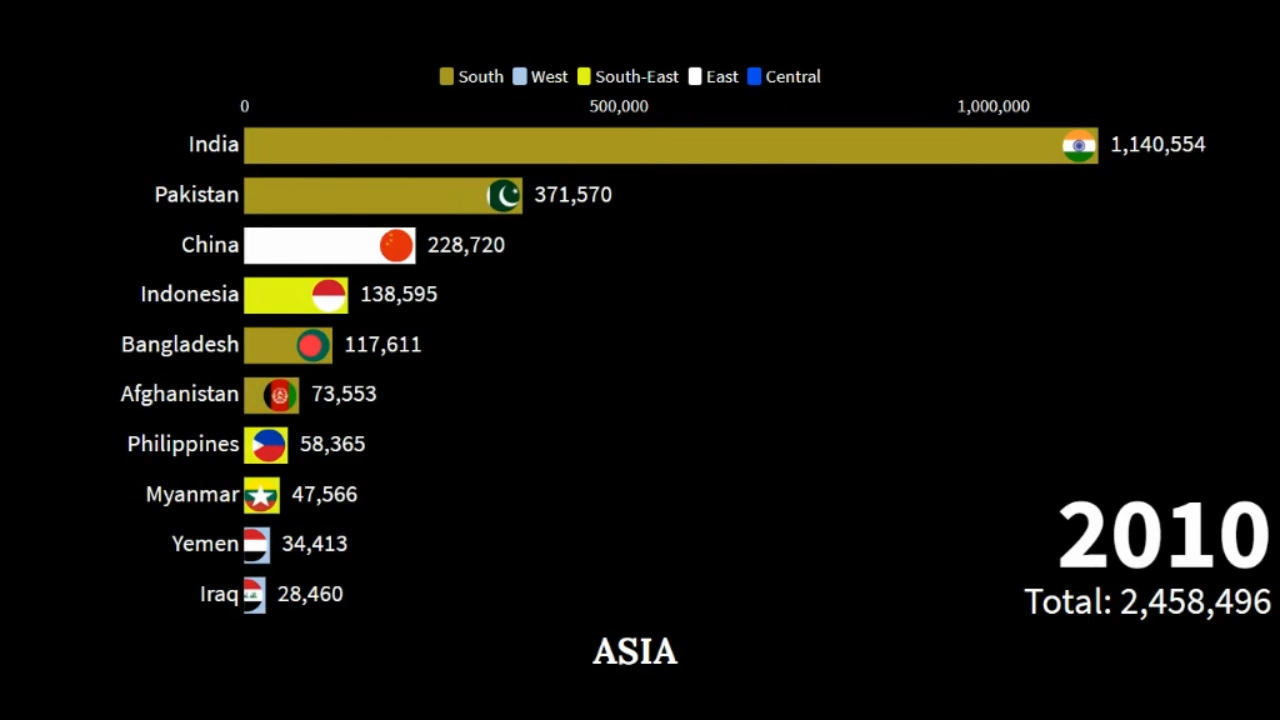 South West South-East East Central
0 500,000 1,000,000
India 1,140,554
Pakistan 371,570
China 228,720
Indonesia 138,595
Bangladesh 117,611
Afghanistan 73,553
Philippines 58,365
Myanmar 47,566
Yemen 34,413
Iraq 28,460
2010
Total: 2,458,496
ASIA